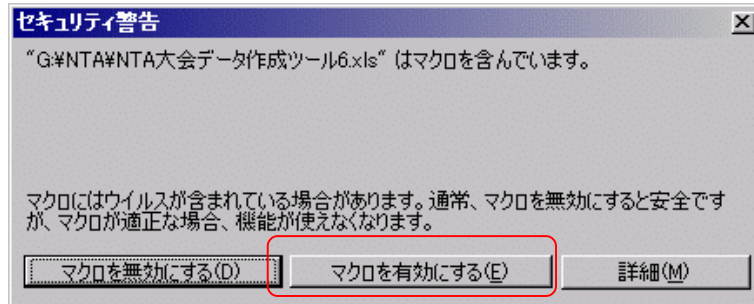 セキュリティ警告
"G:¥NTA¥NTA大会データ作成ツール6.xls" はマクロを含んでいます。
マクロにはウイルスが含まれている場合があります。通常、マクロを無効にすると安全です
が、マクロが適正な場合、機能が使えなくなります。
マクロを無効にする(D) マクロを有効にする(E) 詳細(M)